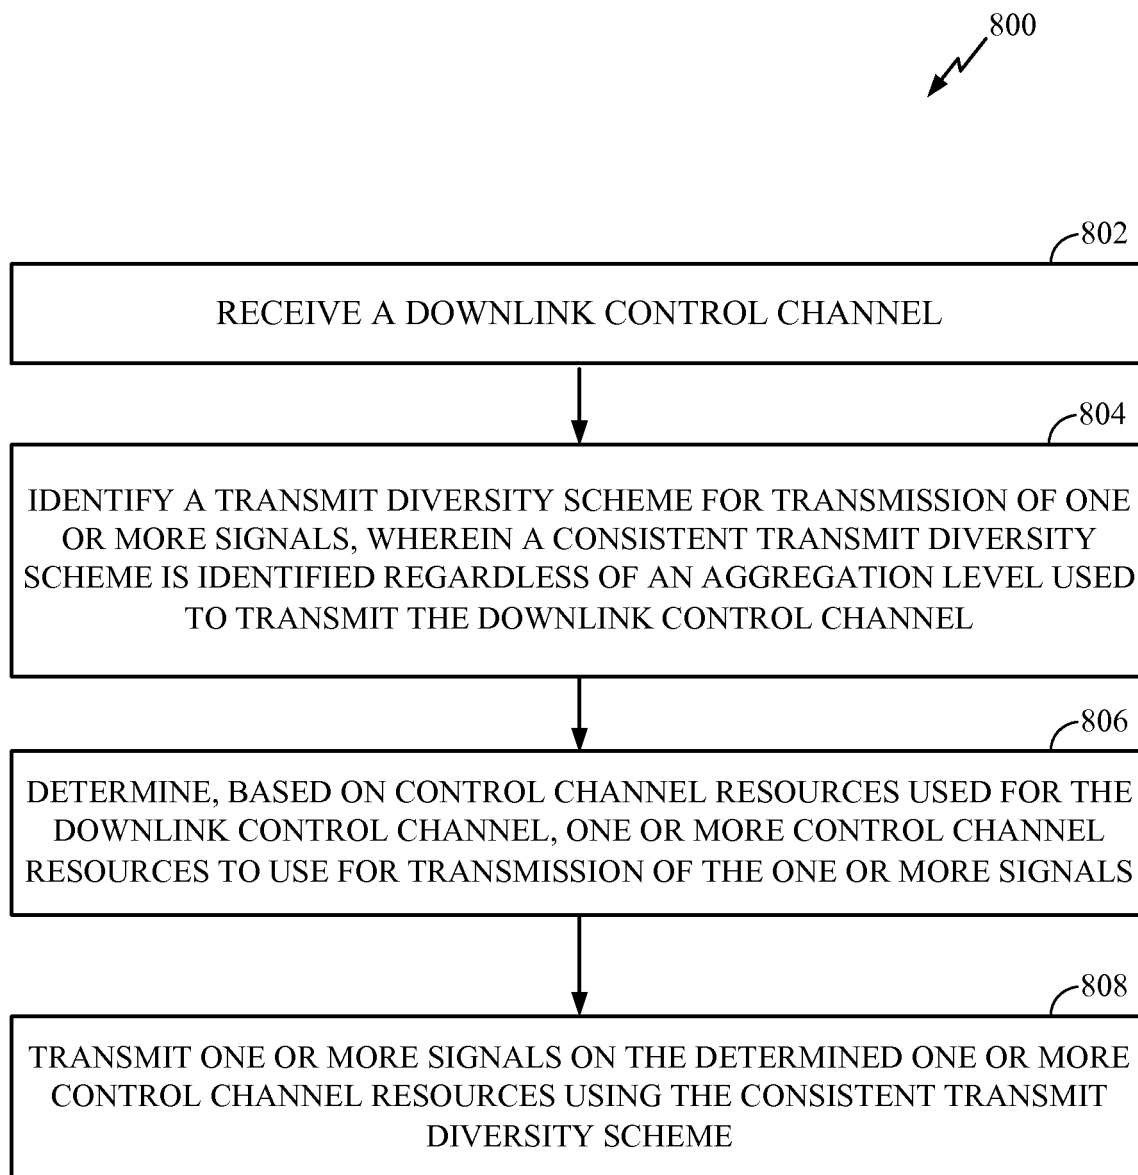 800
802
RECEIVE A DOWNLINK CONTROL CHANNEL
804
IDENTIFY A TRANSMIT DIVERSITY SCHEME FOR TRANSMISSION OF ONE
OR MORE SIGNALS, WHEREIN A CONSISTENT TRANSMIT DIVERSITY
SCHEME IS IDENTIFIED REGARDLESS OF AN AGGREGATION LEVEL USED
TO TRANSMIT THE DOWNLINK CONTROL CHANNEL
806
DETERMINE, BASED ON CONTROL CHANNEL RESOURCES USED FOR THE
DOWNLINK CONTROL CHANNEL, ONE OR MORE CONTROL CHANNEL
RESOURCES TO USE FOR TRANSMISSION OF THE ONE OR MORE SIGNALS
808
TRANSMIT ONE OR MORE SIGNALS ON THE DETERMINED ONE OR MORE
CONTROL CHANNEL RESOURCES USING THE CONSISTENT TRANSMIT
DIVERSITY SCHEME